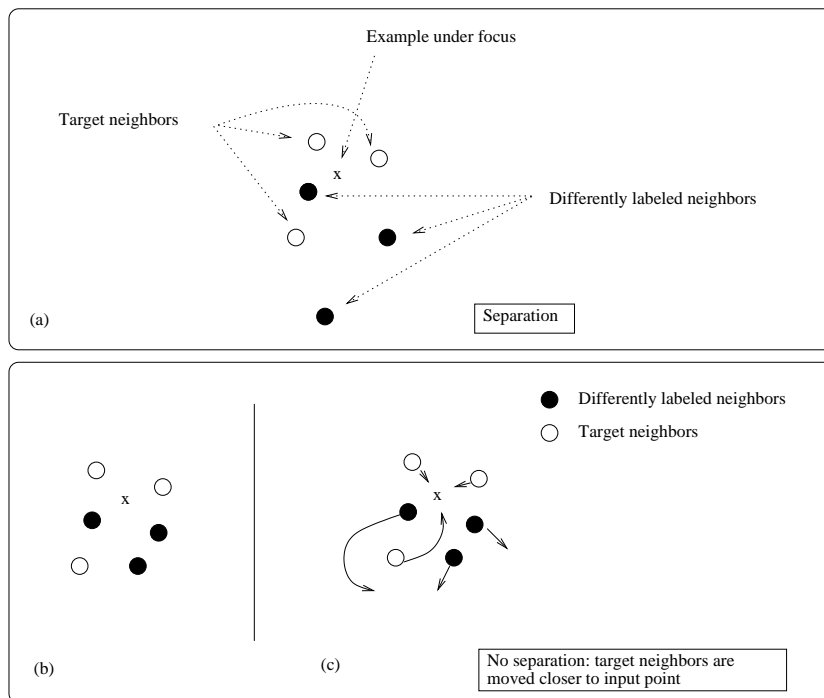 Example under focus
Target neighbors
x
Differently labeled neighbors
(a)
Separation
Differently labeled neighbors
Target neighbors
x
x
(b)
(c)
No separation: target neighbors are
moved closer to input point